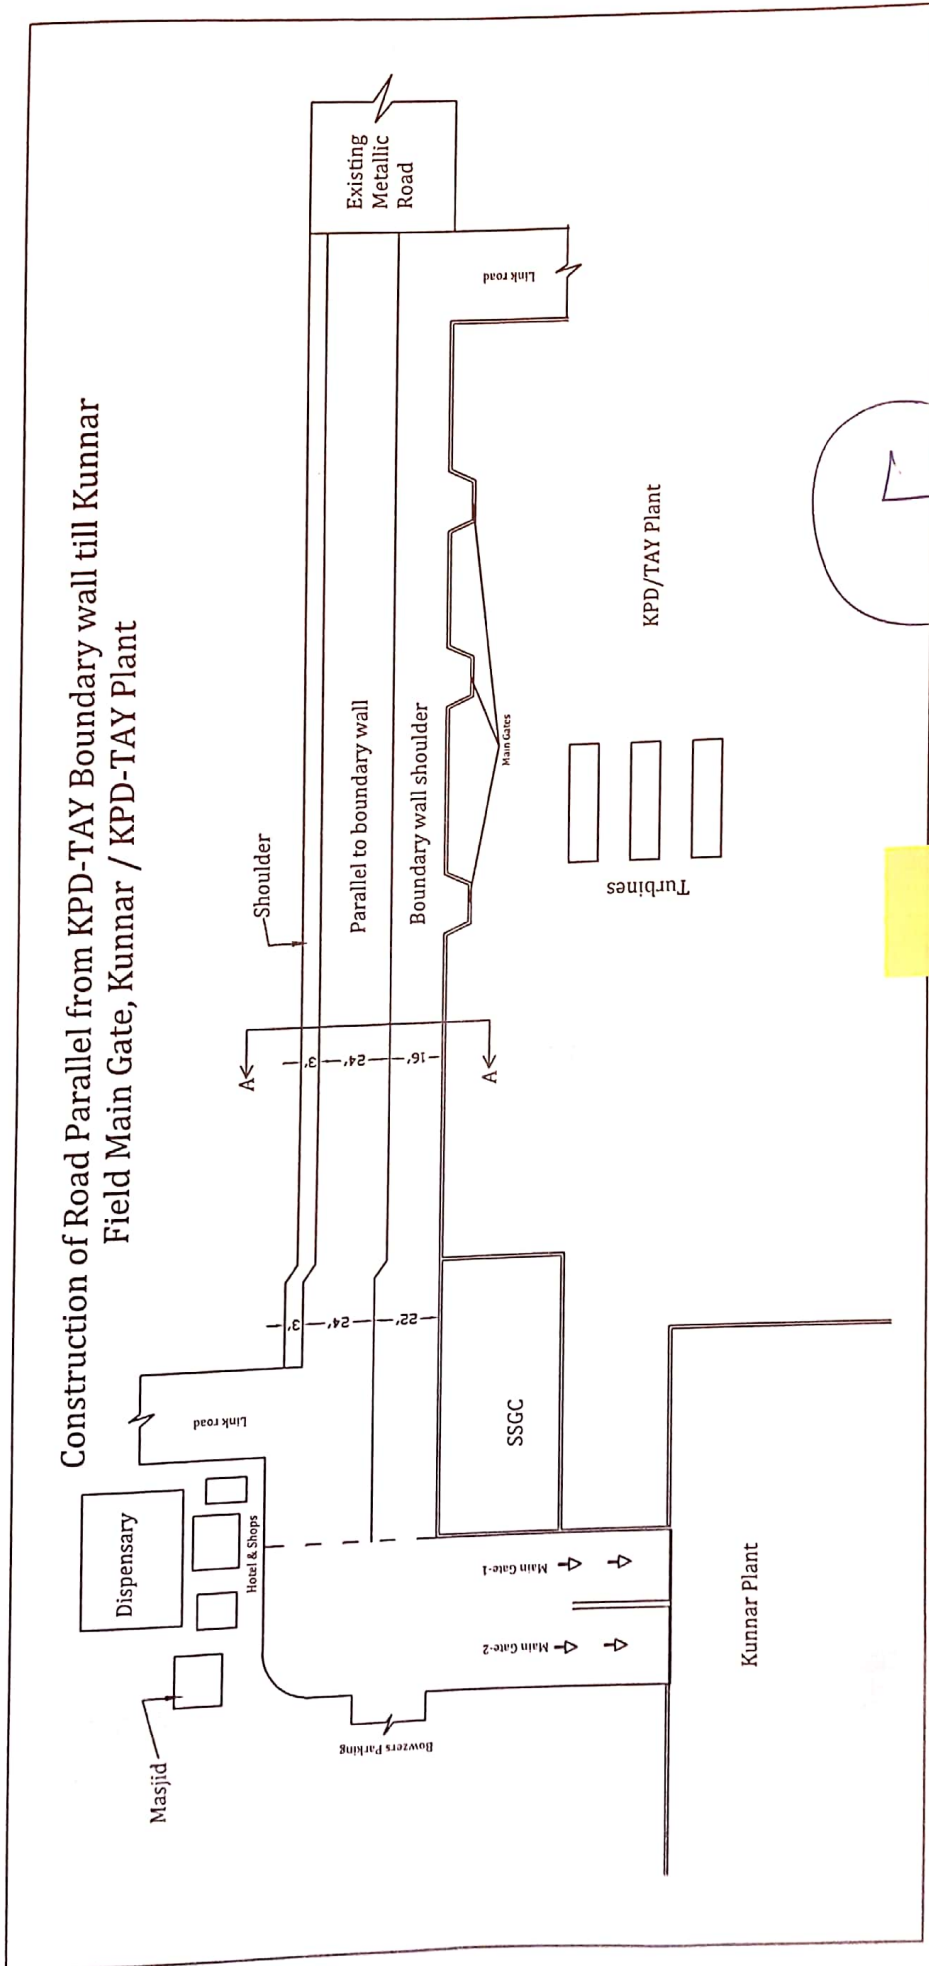 Construction of Road Parallel from KPD-TAY Boundary wall till Kunnar
Field Main Gate, Kunnar / KPD-TAY Plant
Masjid
Dispensary
Hotel & Shops
Link road
Bowzers Parking
Main Gate-2
Main Gate-1
Kunnar Plant
SSGC
3'
24'
22'
A
A
3'
24'
16'
Shoulder
Parallel to boundary wall
Boundary wall shoulder
Main Gates
Turbines
KPD/TAY Plant
Link road
Existing
Metallic
Road